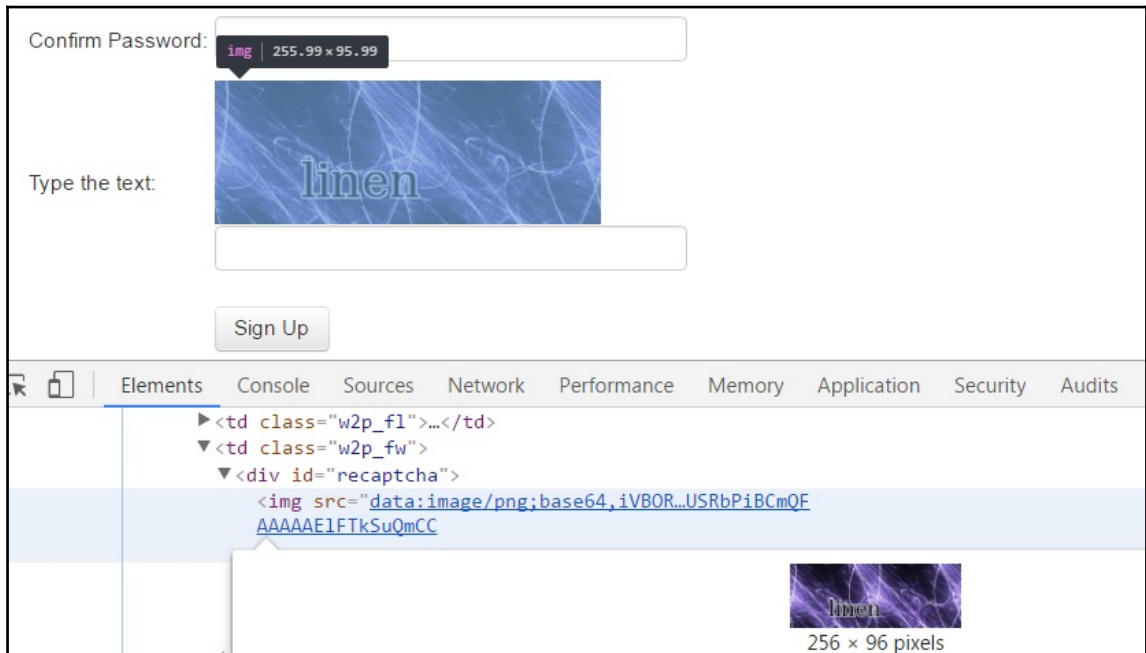 Confirm Password:
img | 255.99×95.99
linen
Type the text:
Sign Up
Elements Console Sources Network Performance Memory Application Security Audits
▶<td class="w2p_fl">…</td>
▼<td class="w2p_fw">
▼<div id="recaptcha">
<img src="data:image/png;base64,iVBOR…USRbPiBCmQF
AAAAAElFTkSuQmCC
linen
256 × 96 pixels